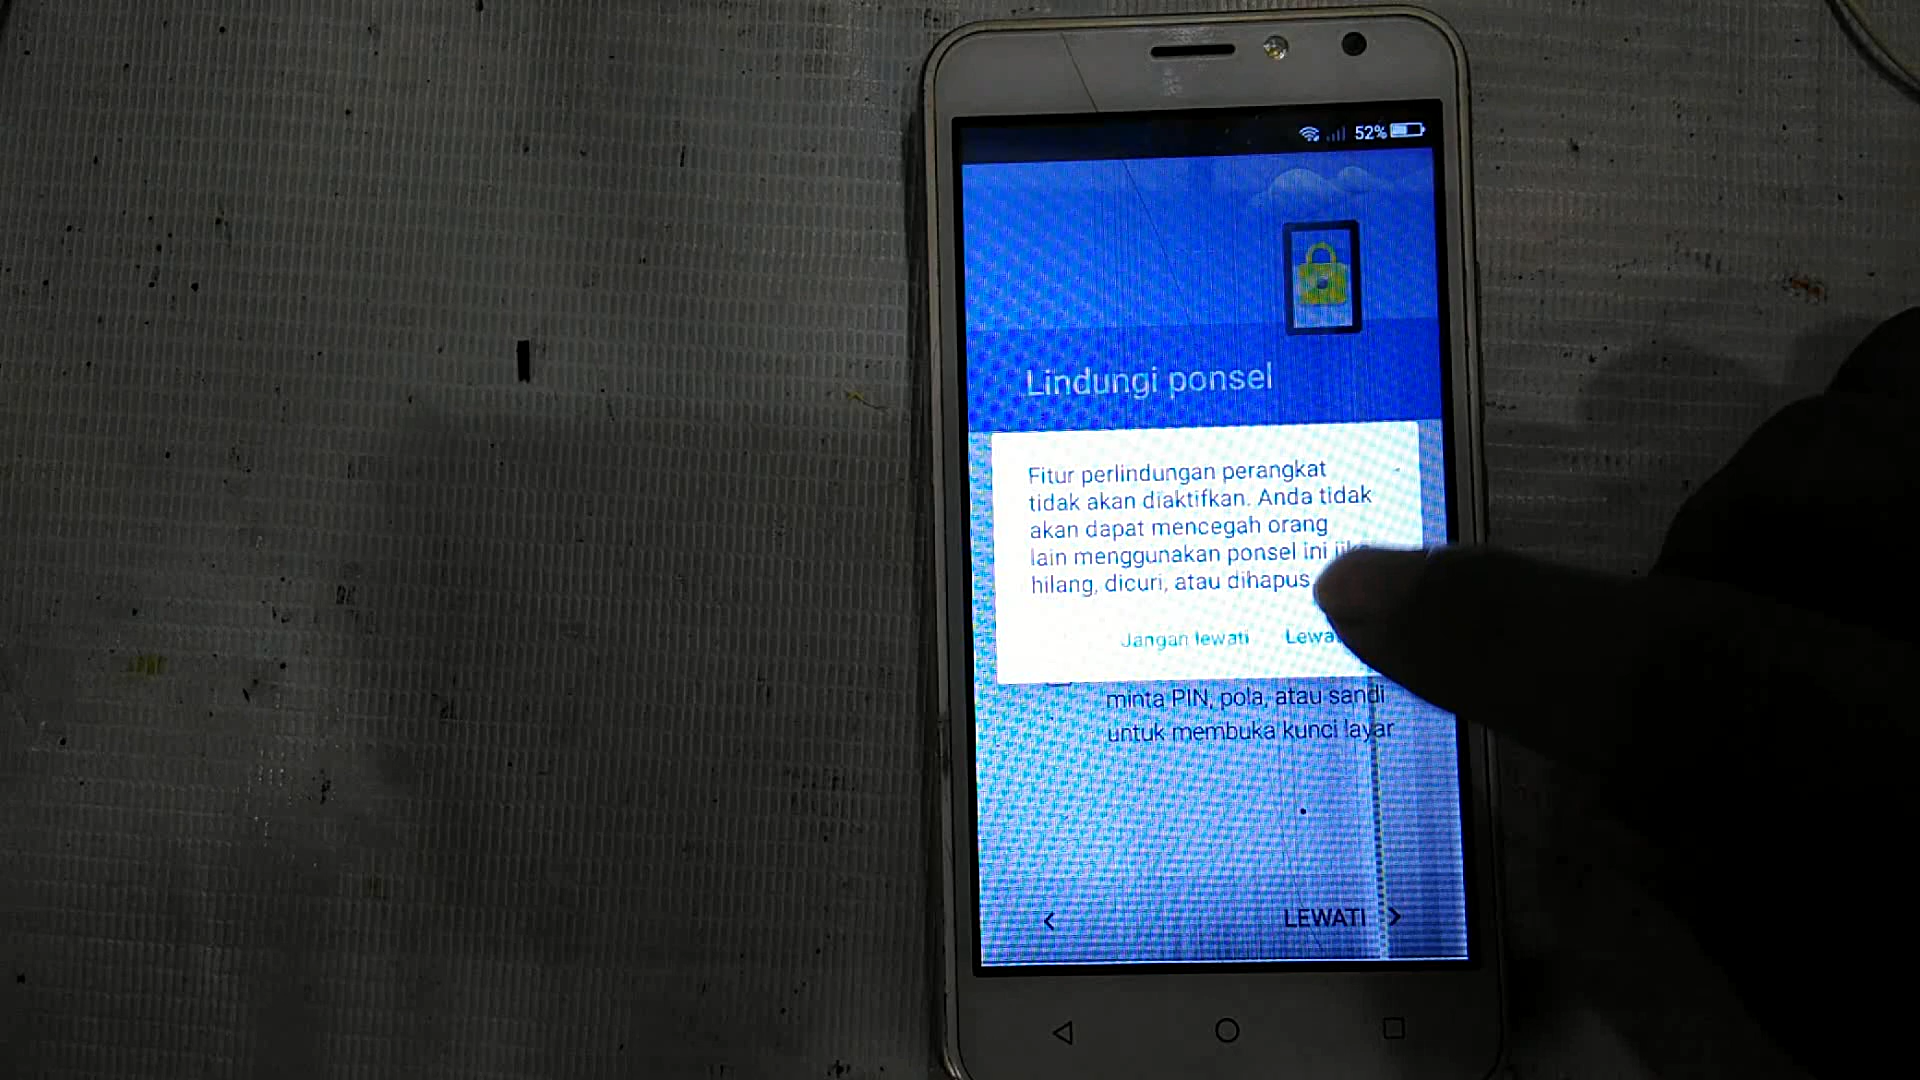 52%
Lindungi ponsel
Fitur perlindungan perangkat
tidak akan diaktifkan. Anda tidak
akan dapat mencegah orang
lain menggunakan ponsel ini
hilang, dicuri, atau dihapus
Jangan lewati
minta PIN, pola, atau sandi
untuk membuka kunci layar
LEWATI